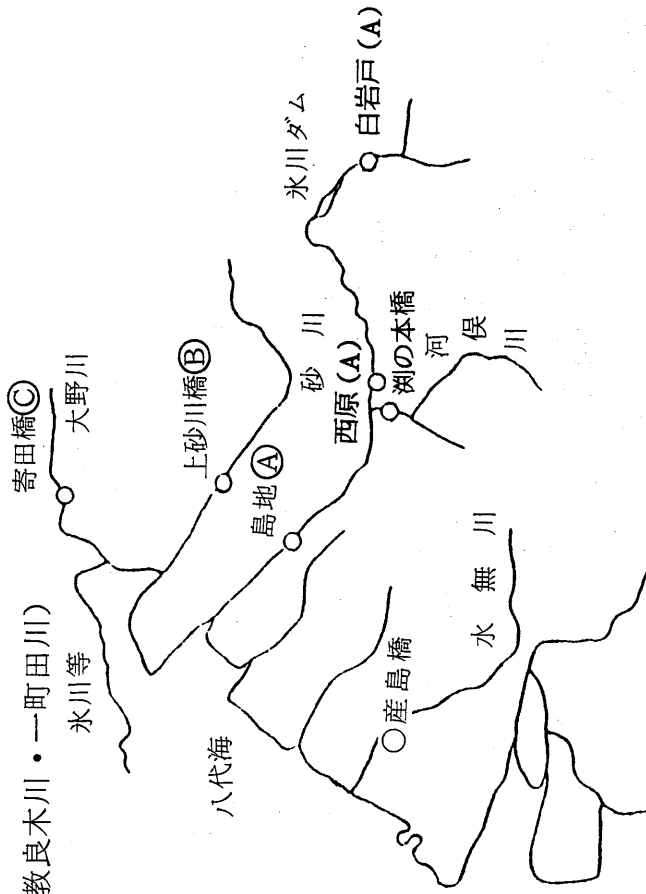 教良木川・一町田川)
氷川等
寄田橋Ⓒ
大野川
上砂川橋Ⓑ
砂川
島地Ⓐ
氷川ダム
白岩戸(A)
西原(A)
渕の本橋
河俣川
八代海
産島橋
水無川